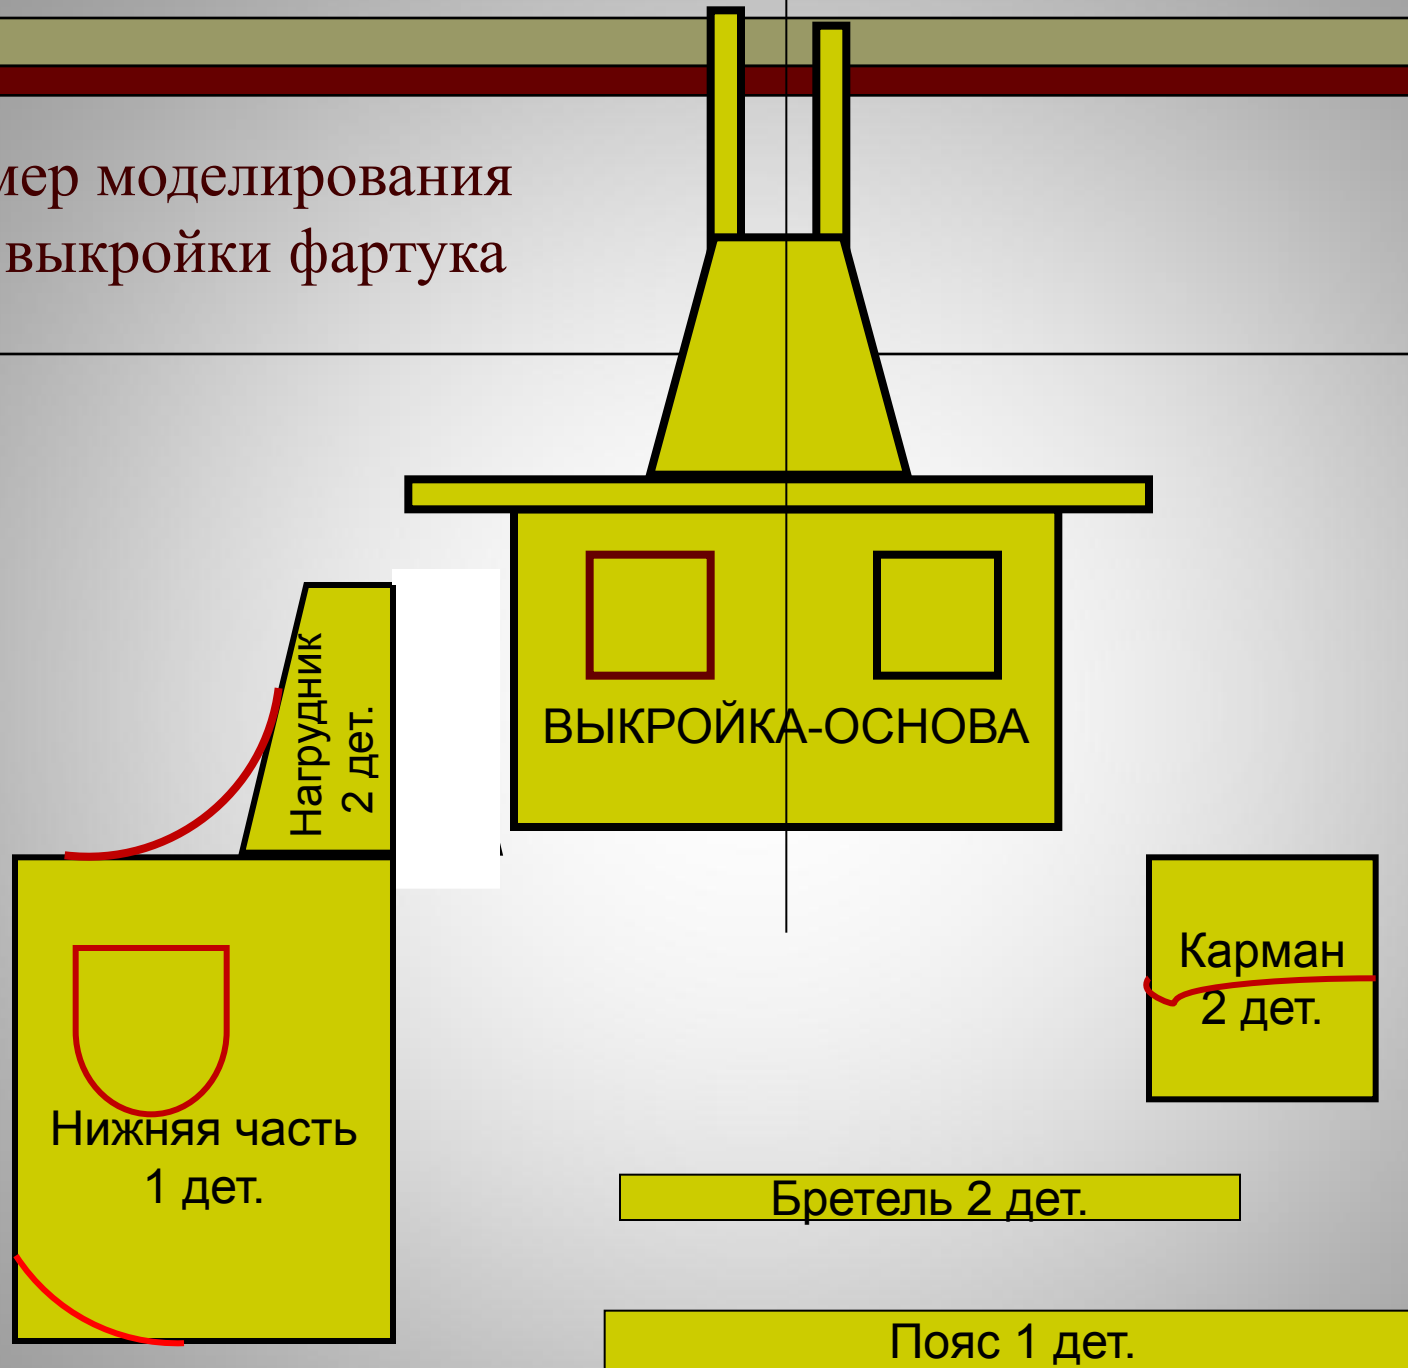 моделирования
выкройки фартука
ВЫКРОЙКА-ОСНОВА
Нагрудник
2 дет.
Карман
2 дет.
Нижняя часть
1 дет.
Бретель 2 дет.
Пояс 1 дет.